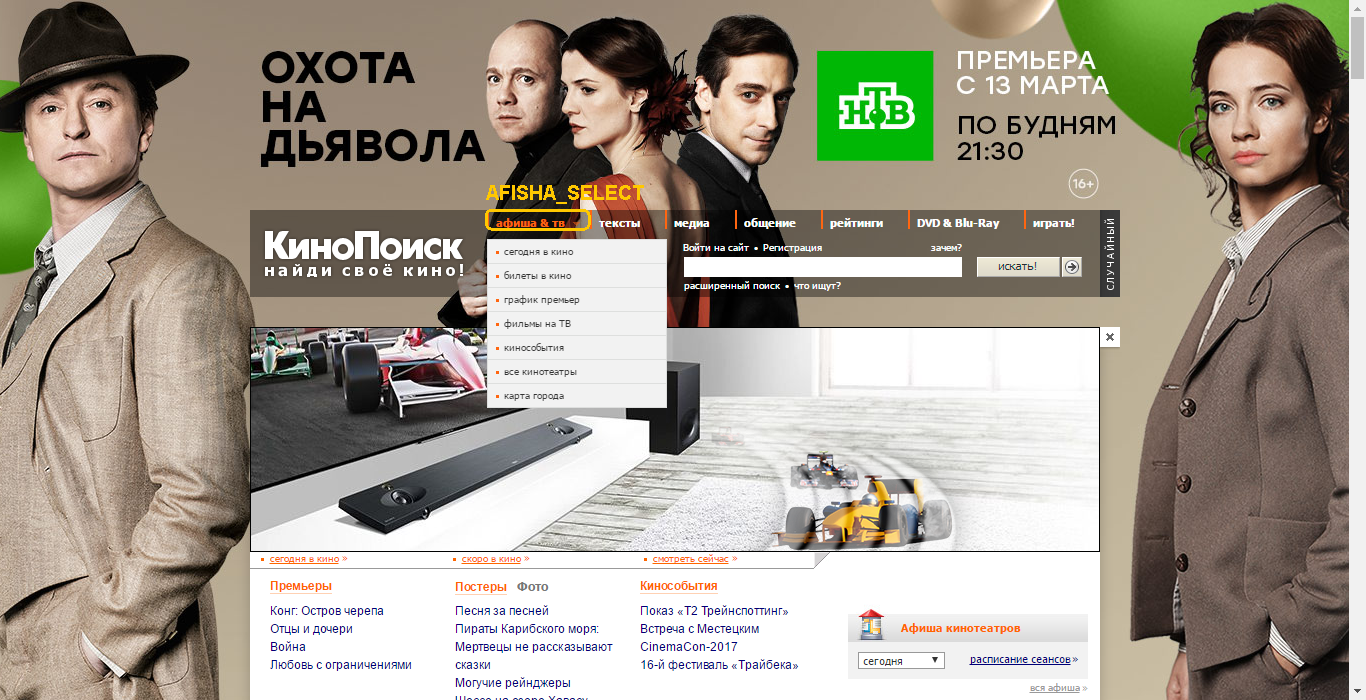 ОХОТА
НА
ДЬЯВОЛА
НТВ
ПРЕМЬЕРА
С 13 МАРТА
ПО БУДНЯМ
21:30
16+
AFISHA_SELECT
афиша & тв
тексты
медиа
общение
рейтинги
DVD & Blu-Ray
играть!
СЛУЧАЙНЫЙ
КиноПоиск
найди своё кино!
Войти на сайт • Регистрация
зачем?
искать!
расширенный поиск • что ищут?
сегодня в кино
билеты в кино
график премьер
фильмы на ТВ
кинособытия
все кинотеатры
карта города
сегодня в кино »
скоро в кино »
смотреть сейчас »
Премьеры
Конг: Остров черепа
Отцы и дочери
Война
Любовь с ограничениями
Постеры Фото
Песня за песней
Пираты Карибского моря:
Мертвецы не рассказывают
сказки
Могучие рейнджеры
Шоссе на озеро Хавасу
Кинособытия
Показ «Т2 Трейнспоттинг»
Встреча с Местецким
CinemaCon-2017
16-й фестиваль «Трайбека»
Афиша кинотеатров
сегодня
расписание сеансов »
вся афиша »